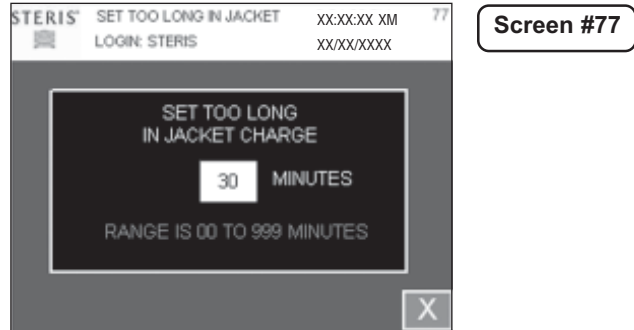 STERIS® SET TOO LONG IN JACKET XX:XX:XX XM 77
LOGIN: STERIS XX/XX/XXXX
Screen #77
SET TOO LONG
IN JACKET CHARGE
30 MINUTES
RANGE IS 00 TO 999 MINUTES
X